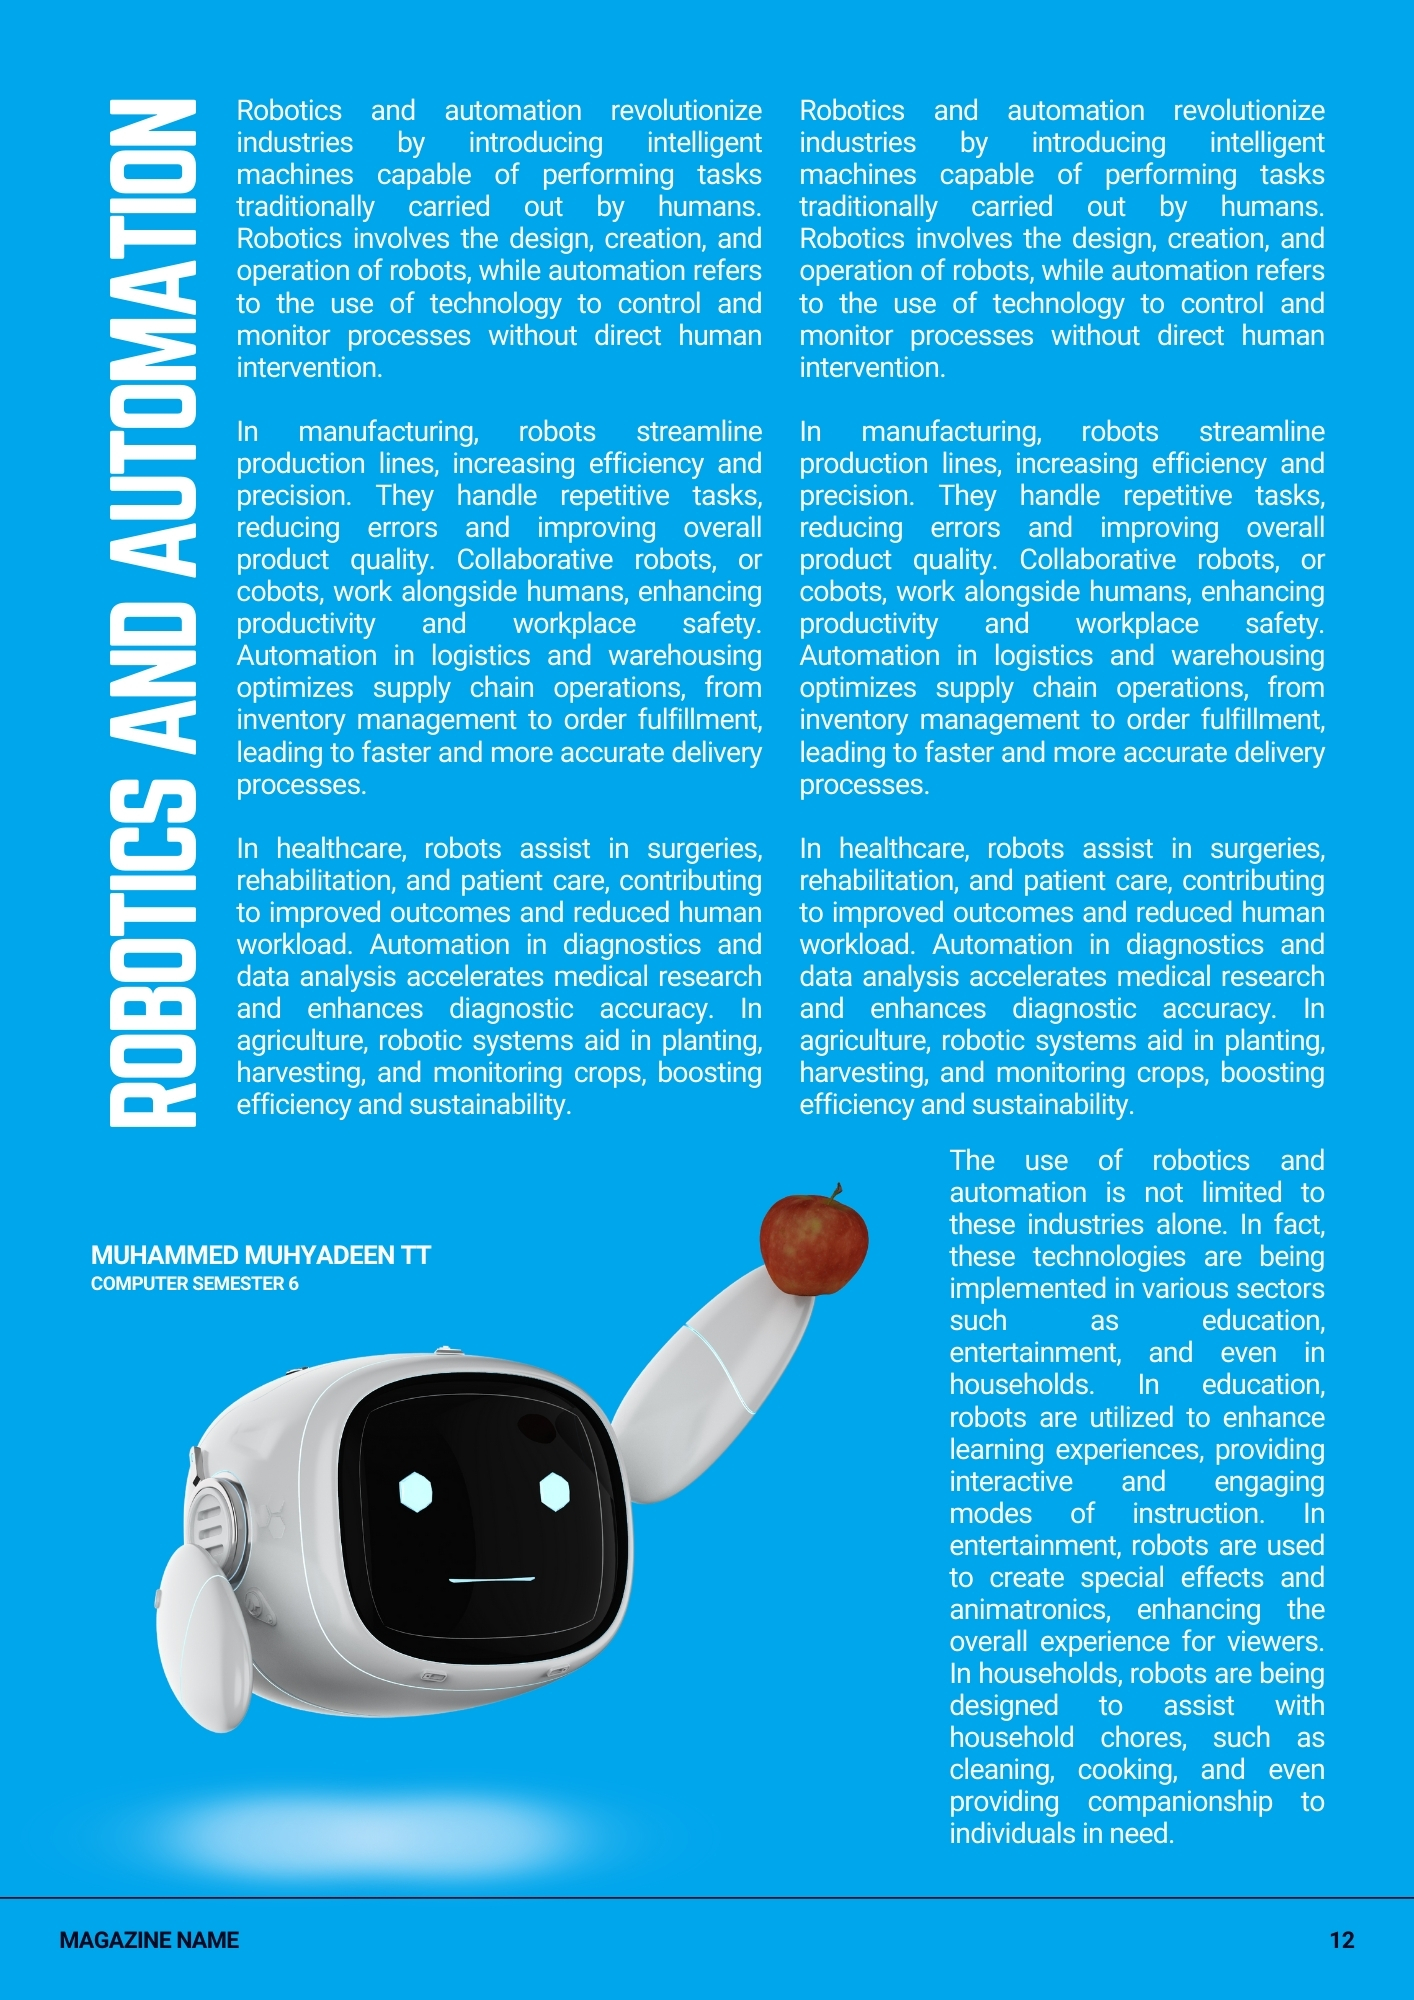 ROBOTICS AND AUTOMATION
Robotics and automation revolutionize
industries by introducing intelligent
machines capable of performing tasks
traditionally carried out by humans.
Robotics involves the design, creation, and
operation of robots, while automation refers
to the use of technology to control and
monitor processes without direct human
intervention.
In manufacturing, robots streamline
production lines, increasing efficiency and
precision. They handle repetitive tasks,
reducing errors and improving overall
product quality. Collaborative robots, or
cobots, work alongside humans, enhancing
productivity and workplace safety.
Automation in logistics and warehousing
optimizes supply chain operations, from
inventory management to order fulfillment,
leading to faster and more accurate delivery
processes.
In healthcare, robots assist in surgeries,
rehabilitation, and patient care, contributing
to improved outcomes and reduced human
workload. Automation in diagnostics and
data analysis accelerates medical research
and enhances diagnostic accuracy. In
agriculture, robotic systems aid in planting,
harvesting, and monitoring crops, boosting
efficiency and sustainability.
Robotics and automation revolutionize
industries by introducing intelligent
machines capable of performing tasks
traditionally carried out by humans.
Robotics involves the design, creation, and
operation of robots, while automation refers
to the use of technology to control and
monitor processes without direct human
intervention.
In manufacturing, robots streamline
production lines, increasing efficiency and
precision. They handle repetitive tasks,
reducing errors and improving overall
product quality. Collaborative robots, or
cobots, work alongside humans, enhancing
productivity and workplace safety.
Automation in logistics and warehousing
optimizes supply chain operations, from
inventory management to order fulfillment,
leading to faster and more accurate delivery
processes.
In healthcare, robots assist in surgeries,
rehabilitation, and patient care, contributing
to improved outcomes and reduced human
workload. Automation in diagnostics and
data analysis accelerates medical research
and enhances diagnostic accuracy. In
agriculture, robotic systems aid in planting,
harvesting, and monitoring crops, boosting
efficiency and sustainability.
The use of robotics and
automation is not limited to
these industries alone. In fact,
these technologies are being
implemented in various sectors
such as education,
entertainment, and even in
households. In education,
robots are utilized to enhance
learning experiences, providing
interactive and engaging
modes of instruction. In
entertainment, robots are used
to create special effects and
animatronics, enhancing the
overall experience for viewers.
In households, robots are being
designed to assist with
household chores, such as
cleaning, cooking, and even
providing companionship to
individuals in need.
MUHAMMED MUHYADEEN TT
COMPUTER SEMESTER 6
MAGAZINE NAME
12